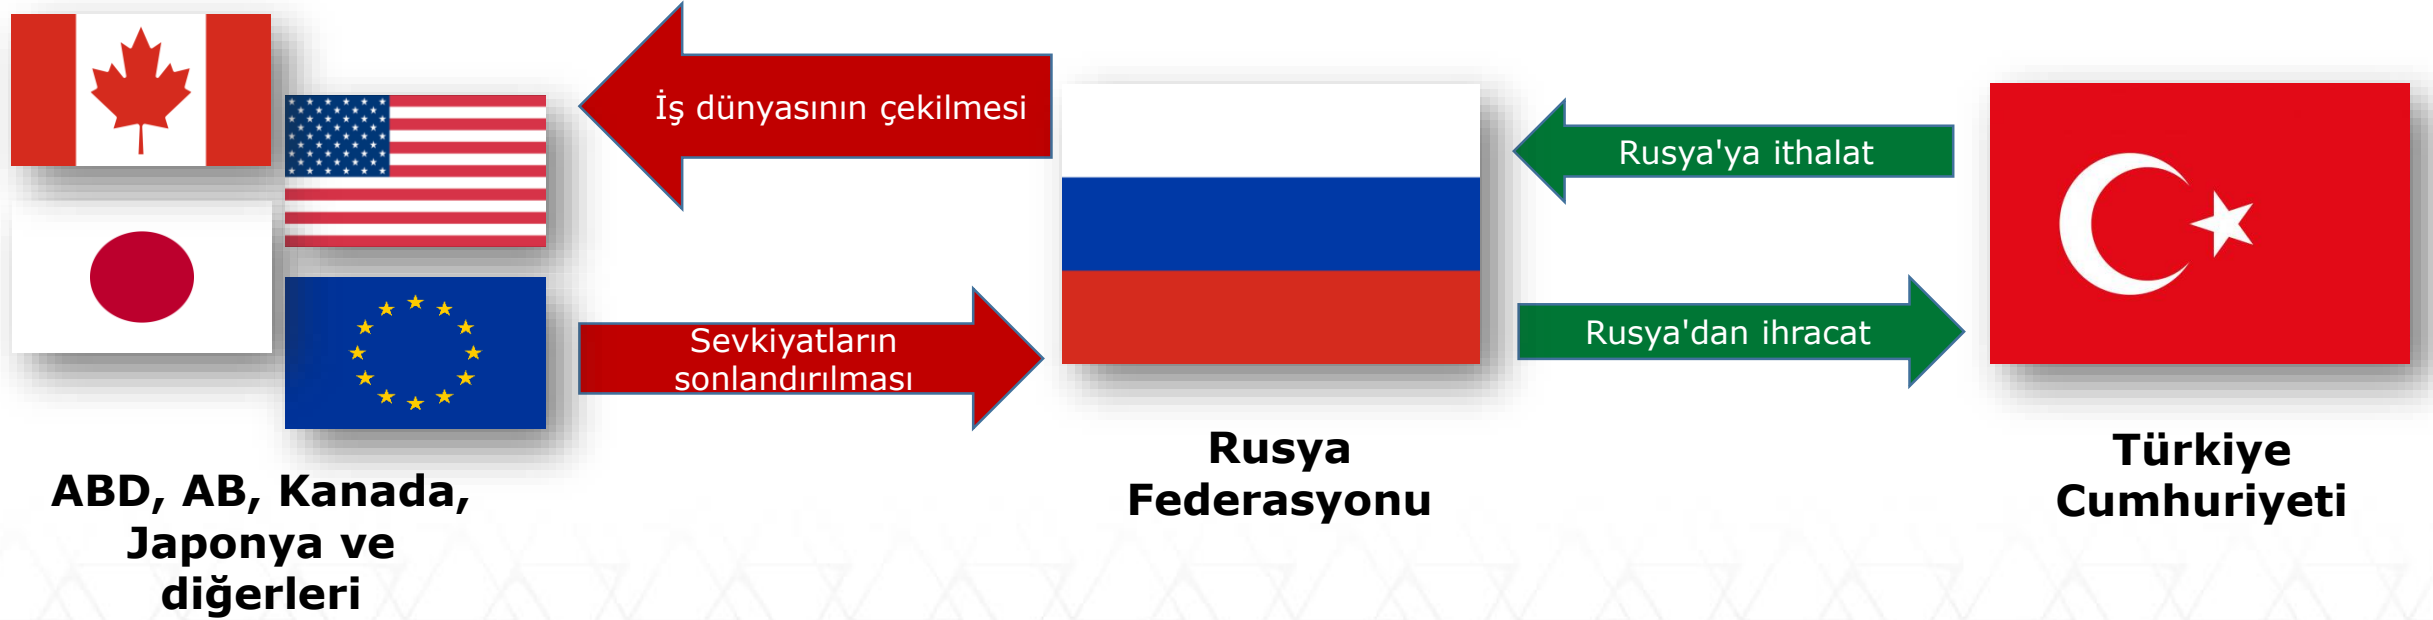 İş dünyasının çekilmesi
Rusya'ya ithalat
Sevkiyatların
sonlandırılması
Rusya'dan ihracat
ABD, AB, Kanada,
Japonya ve
diğerleri
Rusya
Federasyonu
Türkiye
Cumhuriyeti